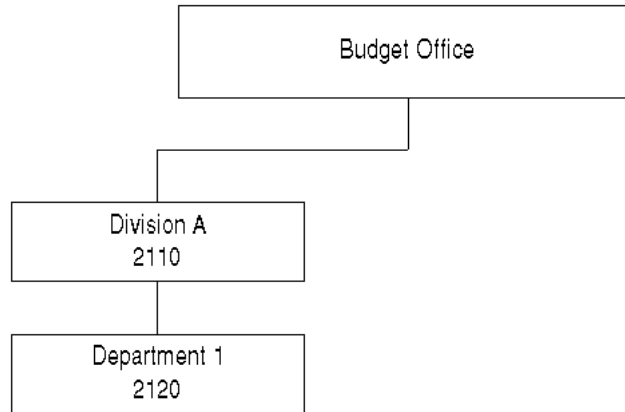 Budget Office
Division A
2110
Department 1
2120